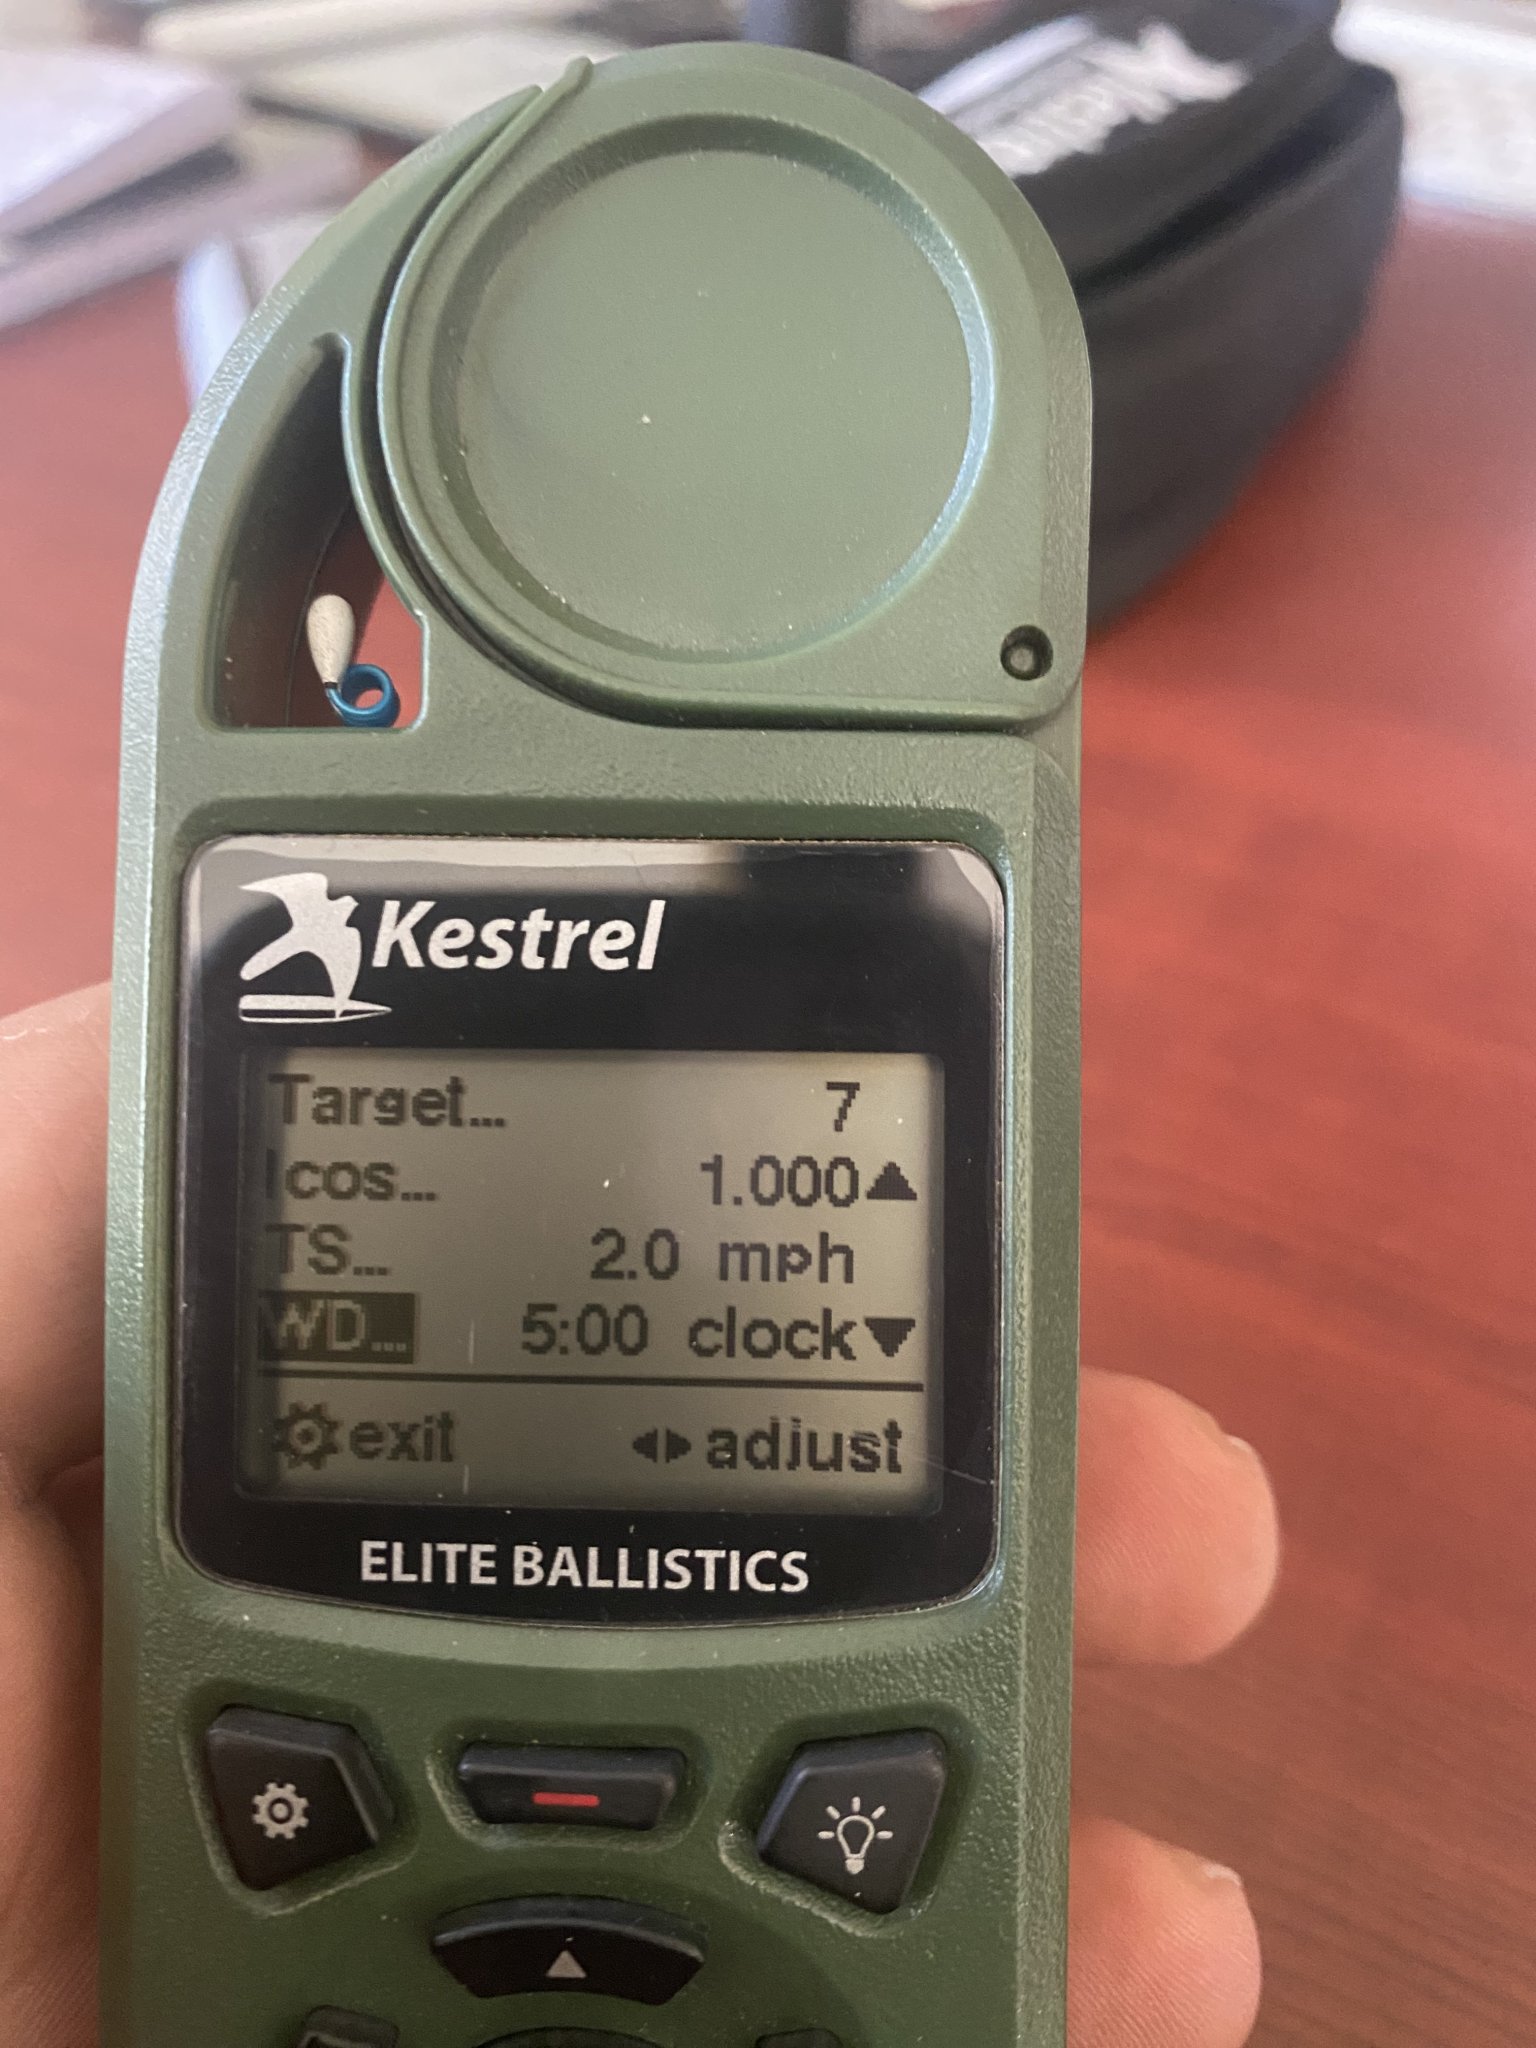 Kestrel
Target... 7
Icos... 1.000▲
TS... 2.0 mph
WD... 5:00 clock▼
exit ◂▸adjust
ELITE BALLISTICS